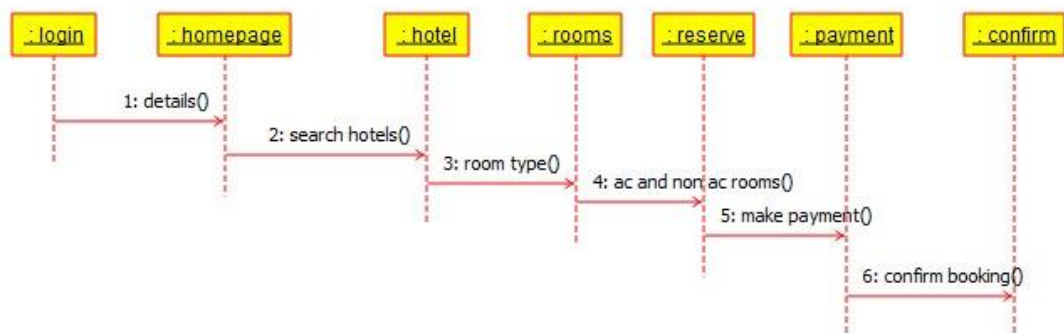 : login
: homepage
: hotel
: rooms
: reserve
: payment
: confirm
1: details()
2: search hotels()
3: room type()
4: ac and non ac rooms()
5: make payment()
6: confirm booking()